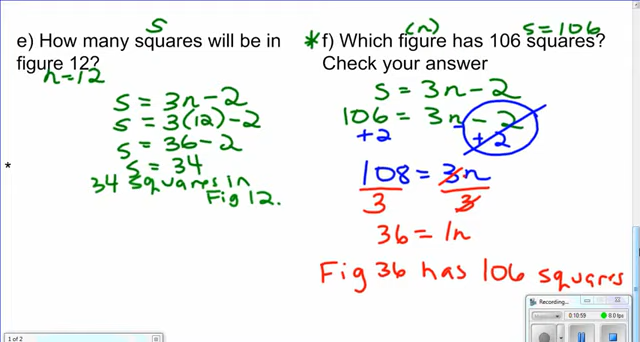 S
e) How many squares will be in
figure 12?
n=12
S = 3n - 2
S = 3(12) - 2
S = 36 - 2
S = 34
34 squares in
Fig 12.
*
(n)
S = 106
* f) Which figure has 106 squares?
Check your answer
S = 3n - 2
106 = 3n - 2
+2 +2
108 = 3n
3 3
36 = 1n
Fig 36 has 106 squares
1 of 2
Recording...
0:10:59
8.0 fps